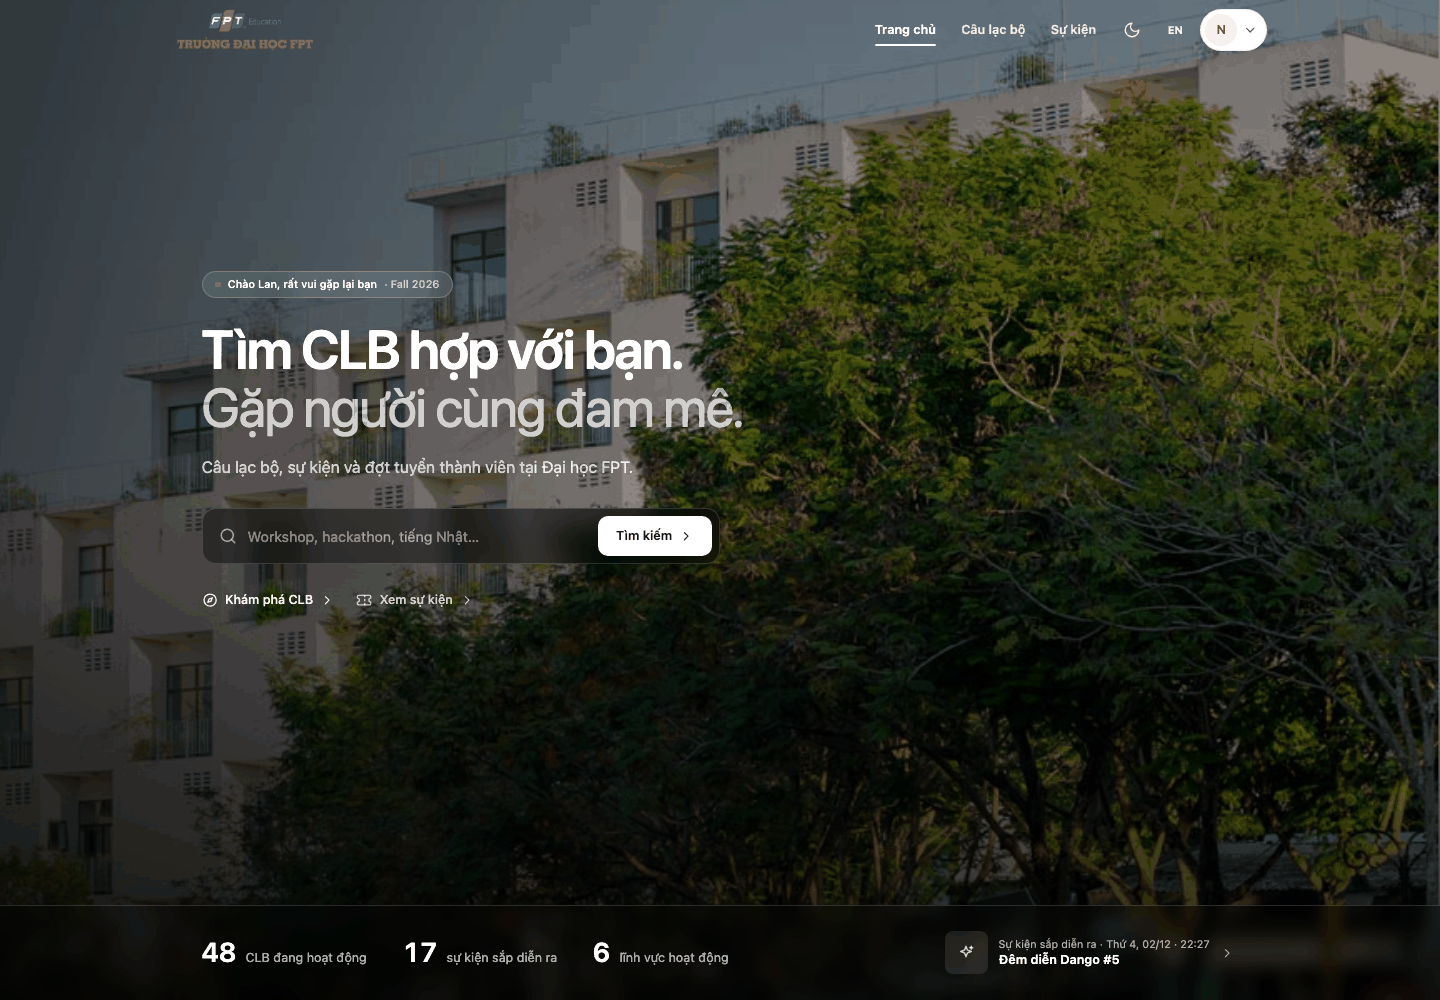 FPT Education
TRƯỜNG ĐẠI HỌC FPT
Trang chủ
Câu lạc bộ
Sự kiện
EN
N
Chào Lan, rất vui gặp lại bạn · Fall 2026
Tìm CLB hợp với bạn.
Gặp người cùng đam mê.
Câu lạc bộ, sự kiện và đợt tuyển thành viên tại Đại học FPT.
Workshop, hackathon, tiếng Nhật...
Tìm kiếm
Khám phá CLB
Xem sự kiện
48 CLB đang hoạt động
17 sự kiện sắp diễn ra
6 lĩnh vực hoạt động
Sự kiện sắp diễn ra · Thứ 4, 02/12 · 22:27
Đêm diễn Dango #5